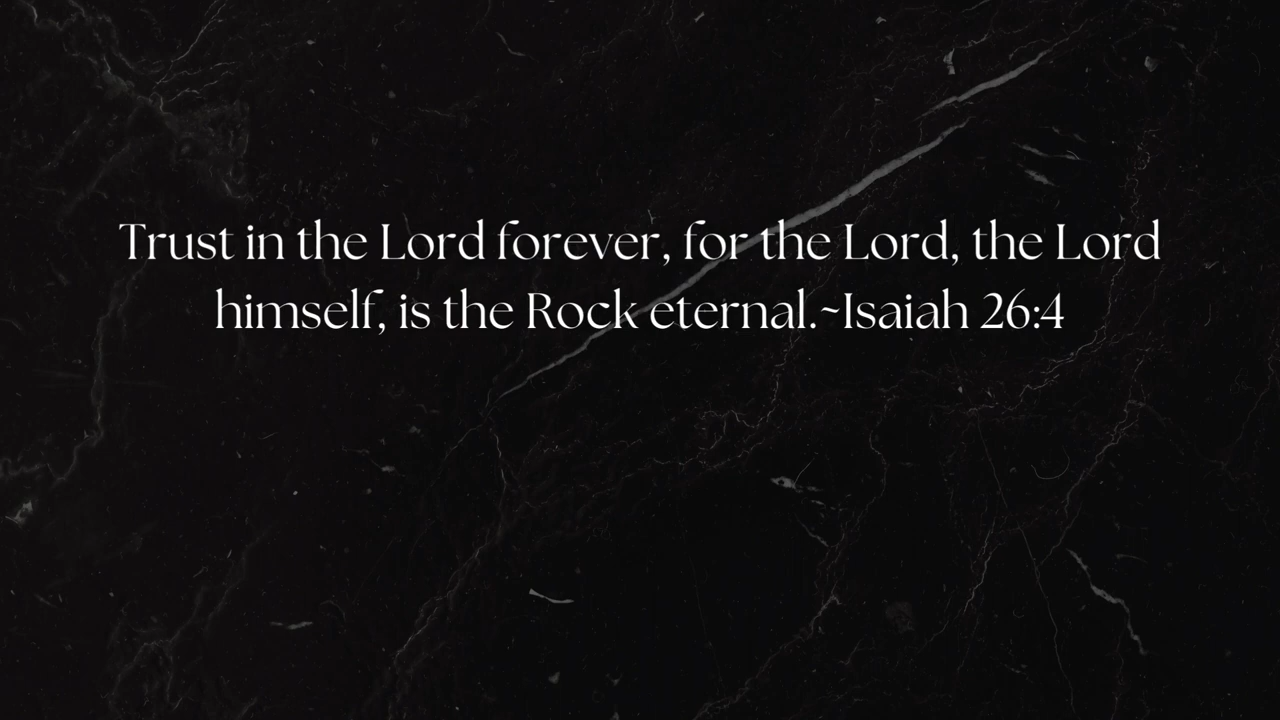 Trust in the Lord forever, for the Lord, the Lord
himself, is the Rock eternal.~Isaiah 26:4